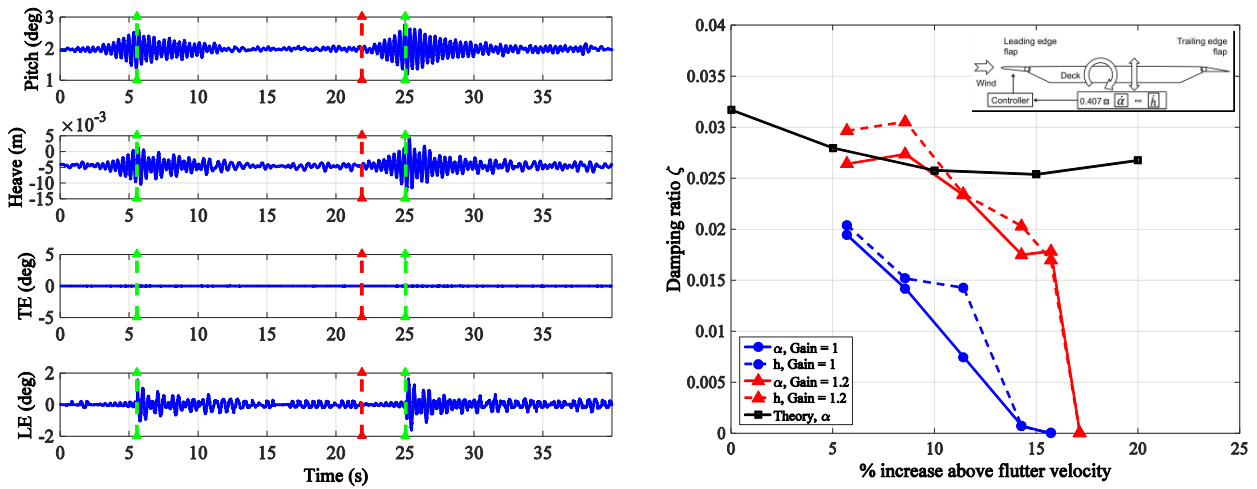 Pitch (deg)
3
2
1
0 5 10 15 20 25 30 35
×10⁻³
Heave (m)
5
0
-5
-10
-15
0 5 10 15 20 25 30 35
TE (deg)
5
0
-5
0 5 10 15 20 25 30 35
LE (deg)
2
0
-2
0 5 10 15 20 25 30 35
Time (s)
0.04
0.035
0.03
0.025
0.02
0.015
0.01
0.005
0
Damping ratio ζ
Leading edge
flap
Trailing edge
flap
Deck
Wind
Controller
0.407 ⊠ α̇ ↔ ḣ
α, Gain = 1
h, Gain = 1
α, Gain = 1.2
h, Gain = 1.2
Theory, α
0 5 10 15 20 25
% increase above flutter velocity